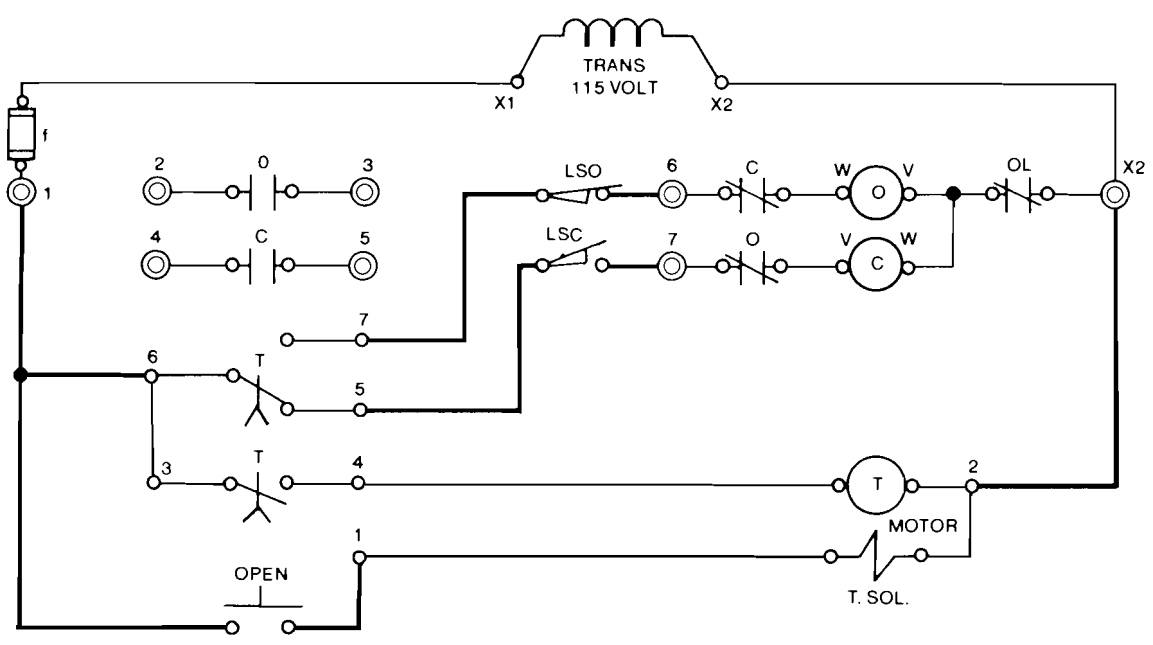 TRANS
115 VOLT
X1
X2
f
1
2
0
3
LSO
6
C
W
O
V
OL
X2
4
C
5
LSC
7
O
V
C
W
7
6
T
5
3
T
4
T
2
MOTOR
1
OPEN
T. SOL.